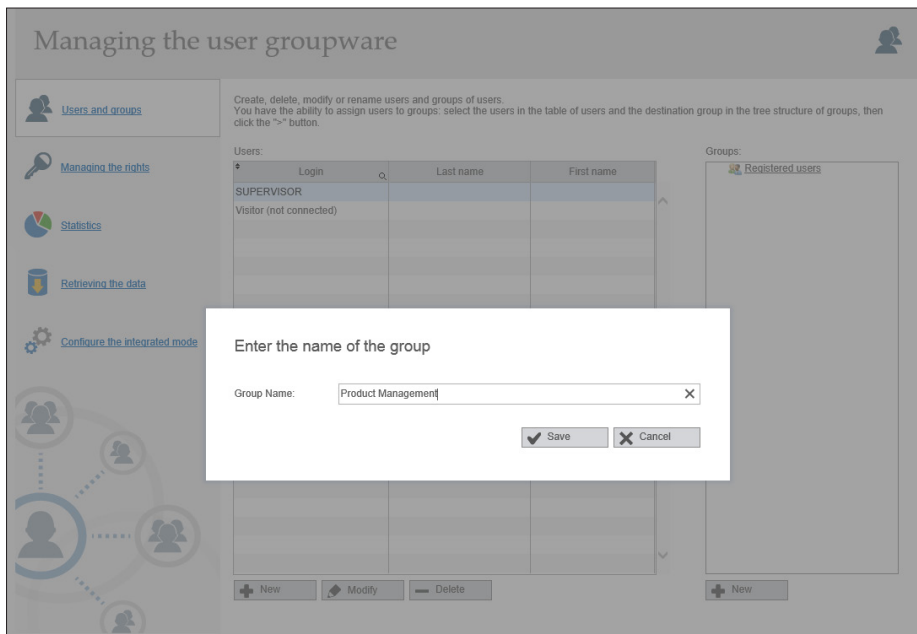 Managing the user groupware
Users and groups
Managing the rights
Statistics
Retrieving the data
Configure the integrated mode
Create, delete, modify or rename users and groups of users.
You have the ability to assign users to groups: select the users in the table of users and the destination group in the tree structure of groups, then
click the ">" button.
Users:
Login Last name First name
SUPERVISOR
Visitor (not connected)
Groups:
Registered users
Enter the name of the group
Group Name: Product Management
Save Cancel
New Modify Delete
New